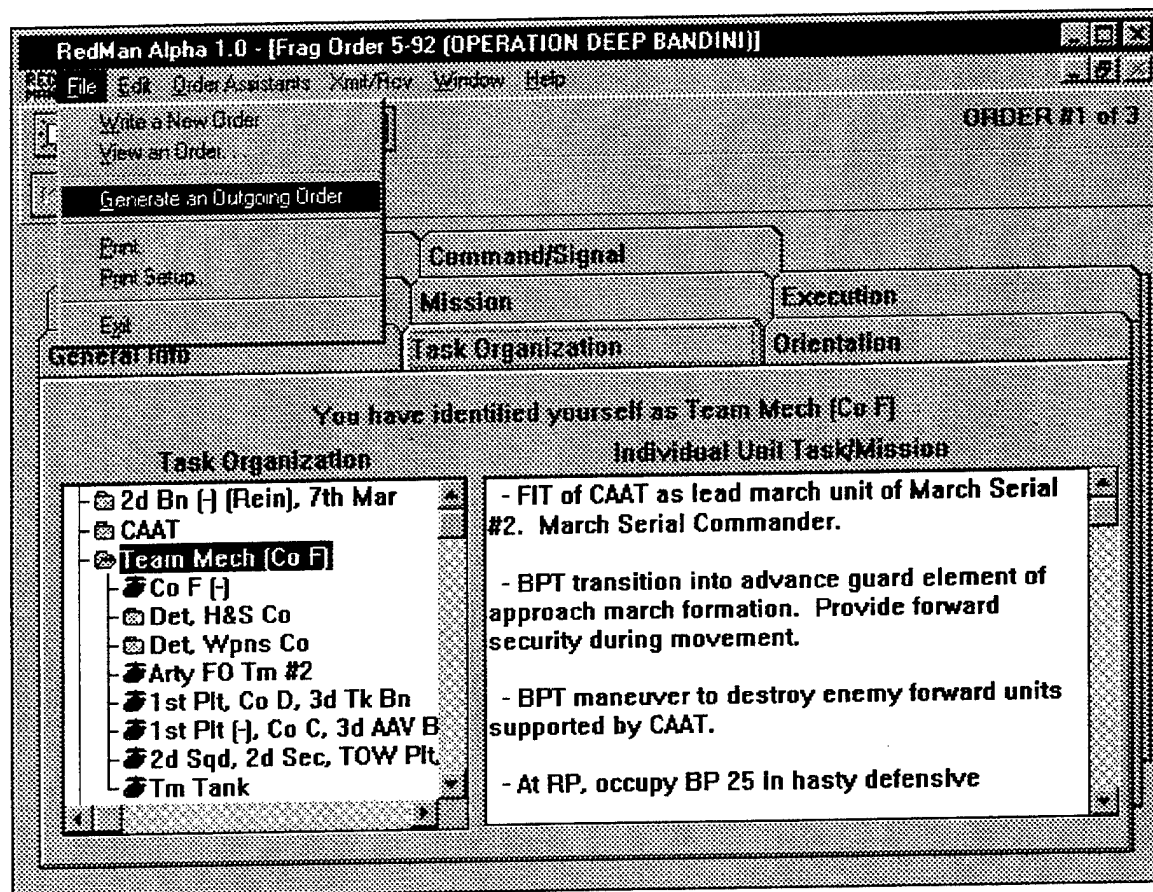 RedMan Alpha 1.0 - [Frag Order 5-92 (OPERATION DEEP BANDINI)]
File Edit Order Assistants Xmit/Rcv Window Help
Write a New Order
View an Order...
Generate an Outgoing Order
Print
Print Setup...
Exit
ORDER #1 of 3
Command/Signal
Mission
Execution
General Info
Task Organization
Orientation
You have identified yourself as Team Mech (Co F)
Task Organization
2d Bn (-) (Rein), 7th Mar
CAAT
Team Mech (Co F)
Co F (-)
Det, H&S Co
Det, Wpns Co
Arty FO Tm #2
1st Plt, Co D, 3d Tk Bn
1st Plt (-), Co C, 3d AAV B
2d Sqd, 2d Sec, TOW Plt,
Tm Tank
Individual Unit Task/Mission
- FIT of CAAT as lead march unit of March Serial
#2. March Serial Commander.
- BPT transition into advance guard element of
approach march formation. Provide forward
security during movement.
- BPT maneuver to destroy enemy forward units
supported by CAAT.
- At RP, occupy BP 25 in hasty defensive